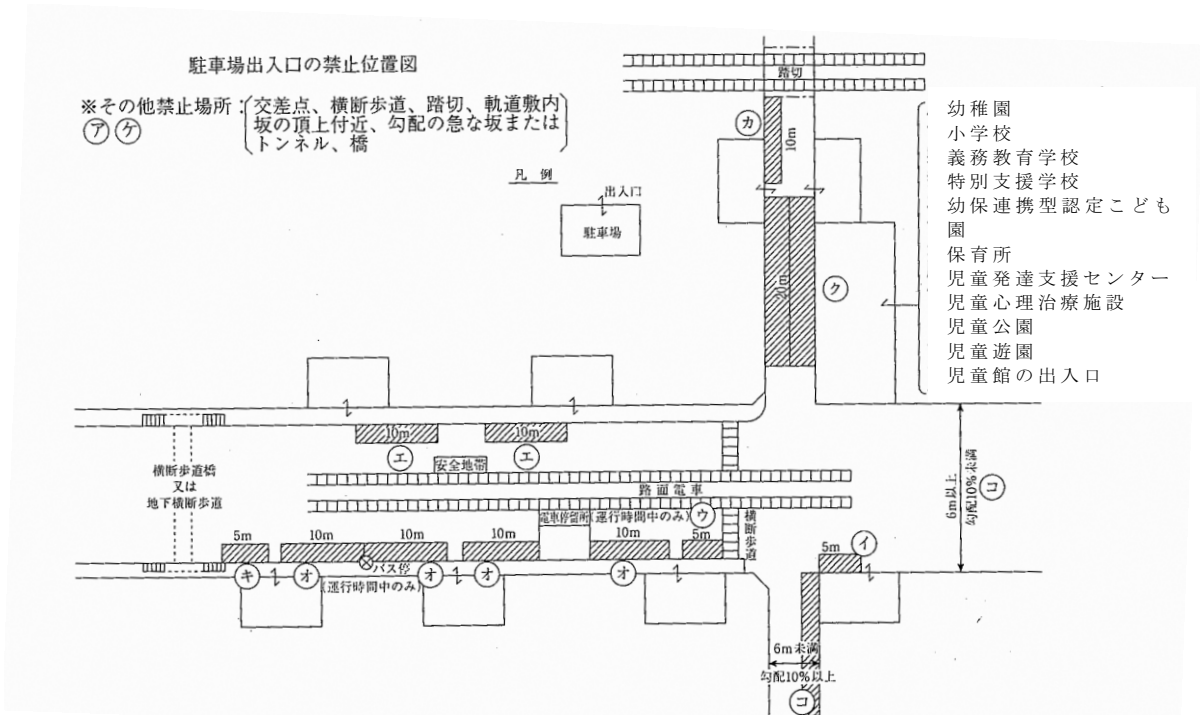 駐車場出入口の禁止位置図
※その他禁止場所：交差点、横断歩道、踏切、軌道敷内
ア ケ
坂の頂上付近、勾配の急な坂または
トンネル、橋
凡 例
出入口
駐車場
踏切
カ
10m
20m
ク
幼稚園
小学校
義務教育学校
特別支援学校
幼保連携型認定こども
園
保育所
児童発達支援センター
児童心理治療施設
児童公園
児童遊園
児童館の出入口
10m
10m
エ
エ
安全地帯
横断歩道橋
又は
地下横断歩道
路面電車
電車停留所
(運行時間中のみ)
ウ
横断歩道
6m以上
勾配10%未満
コ
5m
10m
10m
10m
10m
5m
5m
イ
バス停
キ
オ
オ
オ
オ
(運行時間中のみ)
6m未満
勾配10%以上
コ